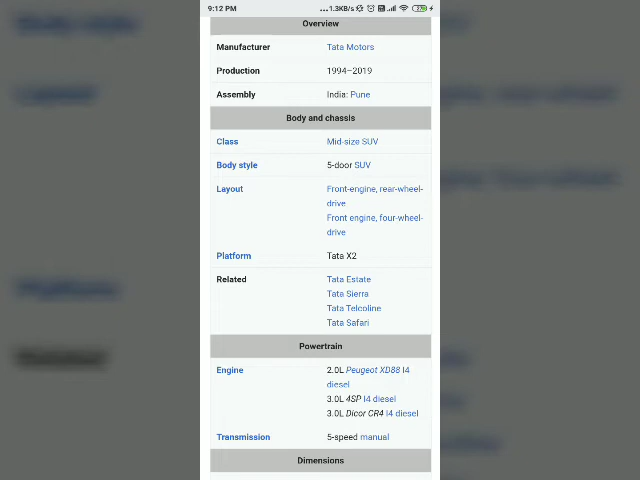 9:12 PM
...1.3KB/s
Overview
Manufacturer Tata Motors
Production 1994–2019
Assembly India: Pune
Body and chassis
Class Mid-size SUV
Body style 5-door SUV
Layout Front-engine, rear-wheel-
drive
Front engine, four-wheel-
drive
Platform Tata X2
Related Tata Estate
Tata Sierra
Tata Telcoline
Tata Safari
Powertrain
Engine 2.0L Peugeot XD88 I4
diesel
3.0L 4SP I4 diesel
3.0L Dicor CR4 I4 diesel
Transmission 5-speed manual
Dimensions